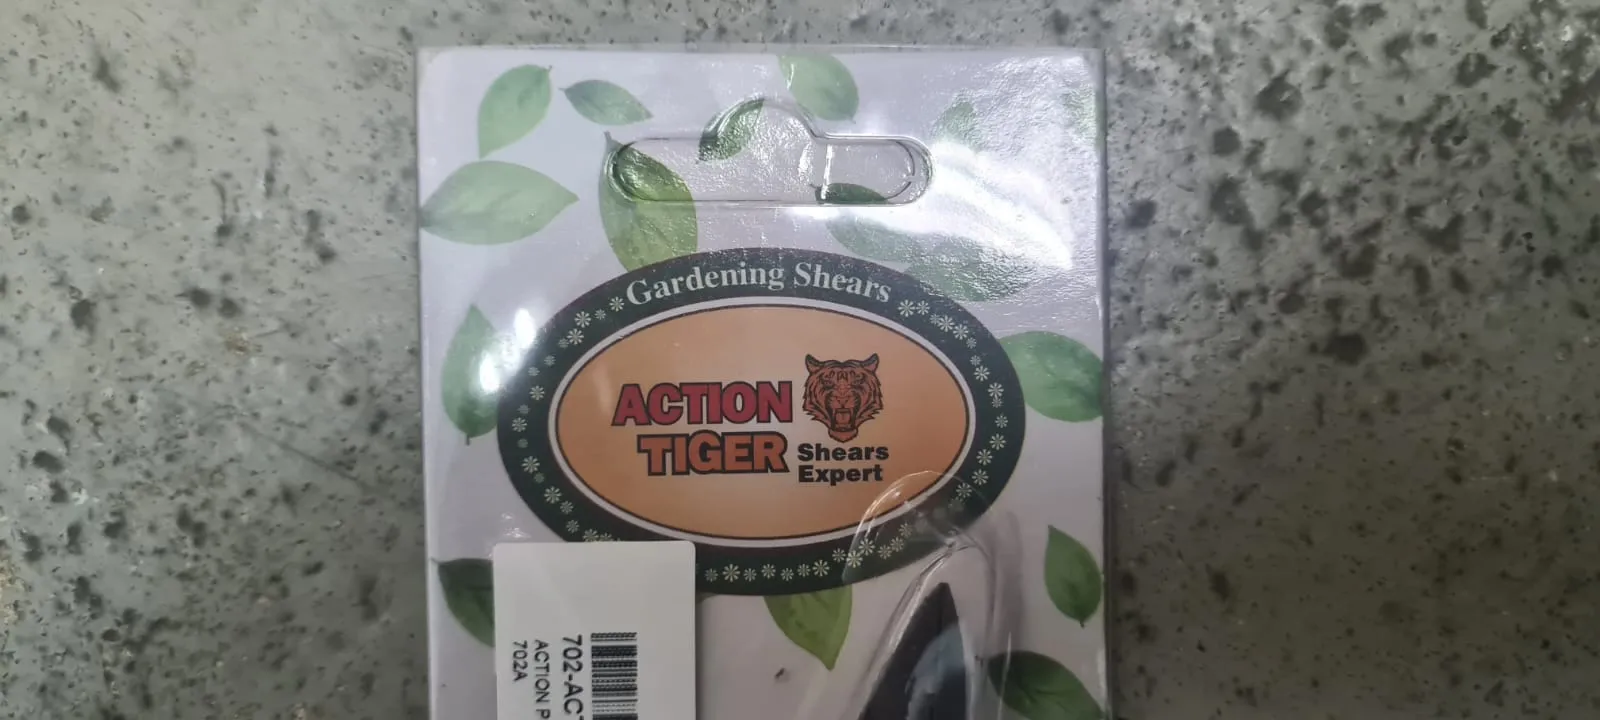 Gardening Shears
ACTION
TIGER
Shears
Expert
702-AC
ACTION P
702A